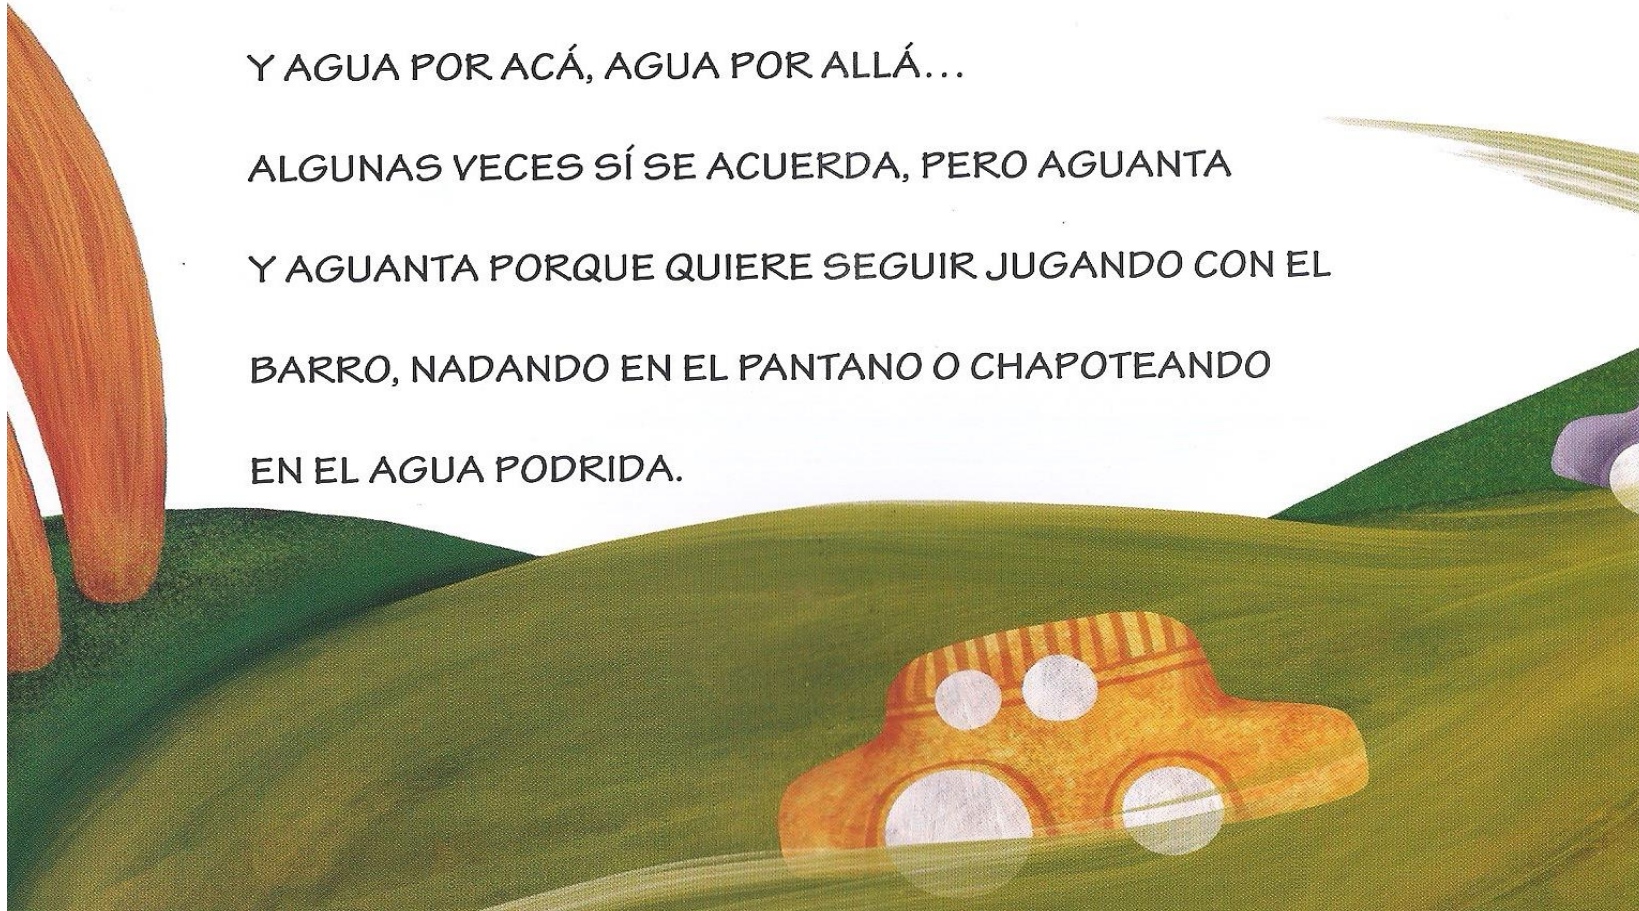 Y AGUA POR ACÁ, AGUA POR ALLÁ...
ALGUNAS VECES SÍ SE ACUERDA, PERO AGUANTA
Y AGUANTA PORQUE QUIERE SEGUIR JUGANDO CON EL
BARRO, NADANDO EN EL PANTANO O CHAPOTEANDO
EN EL AGUA PODRIDA.